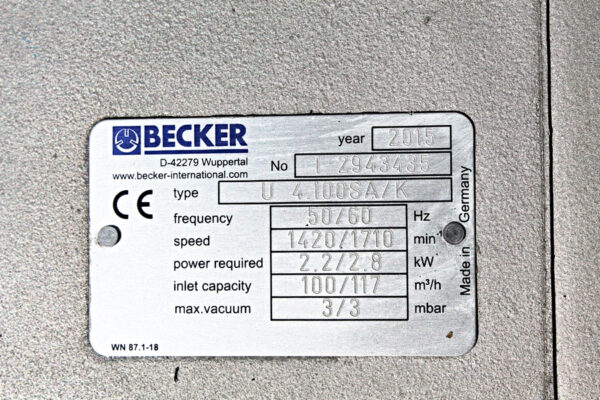 BECKER
year 2015
D-42279 Wuppertal
www.becker-international.com
No I 2943435
type U 4.100SA/K
CE
frequency 50/60 Hz
speed 1420/1710 min
power required 2.2/2.8 kW
inlet capacity 100/117 m³/h
max.vacuum 3/3 mbar
Made in Germany
WN 87.1-18